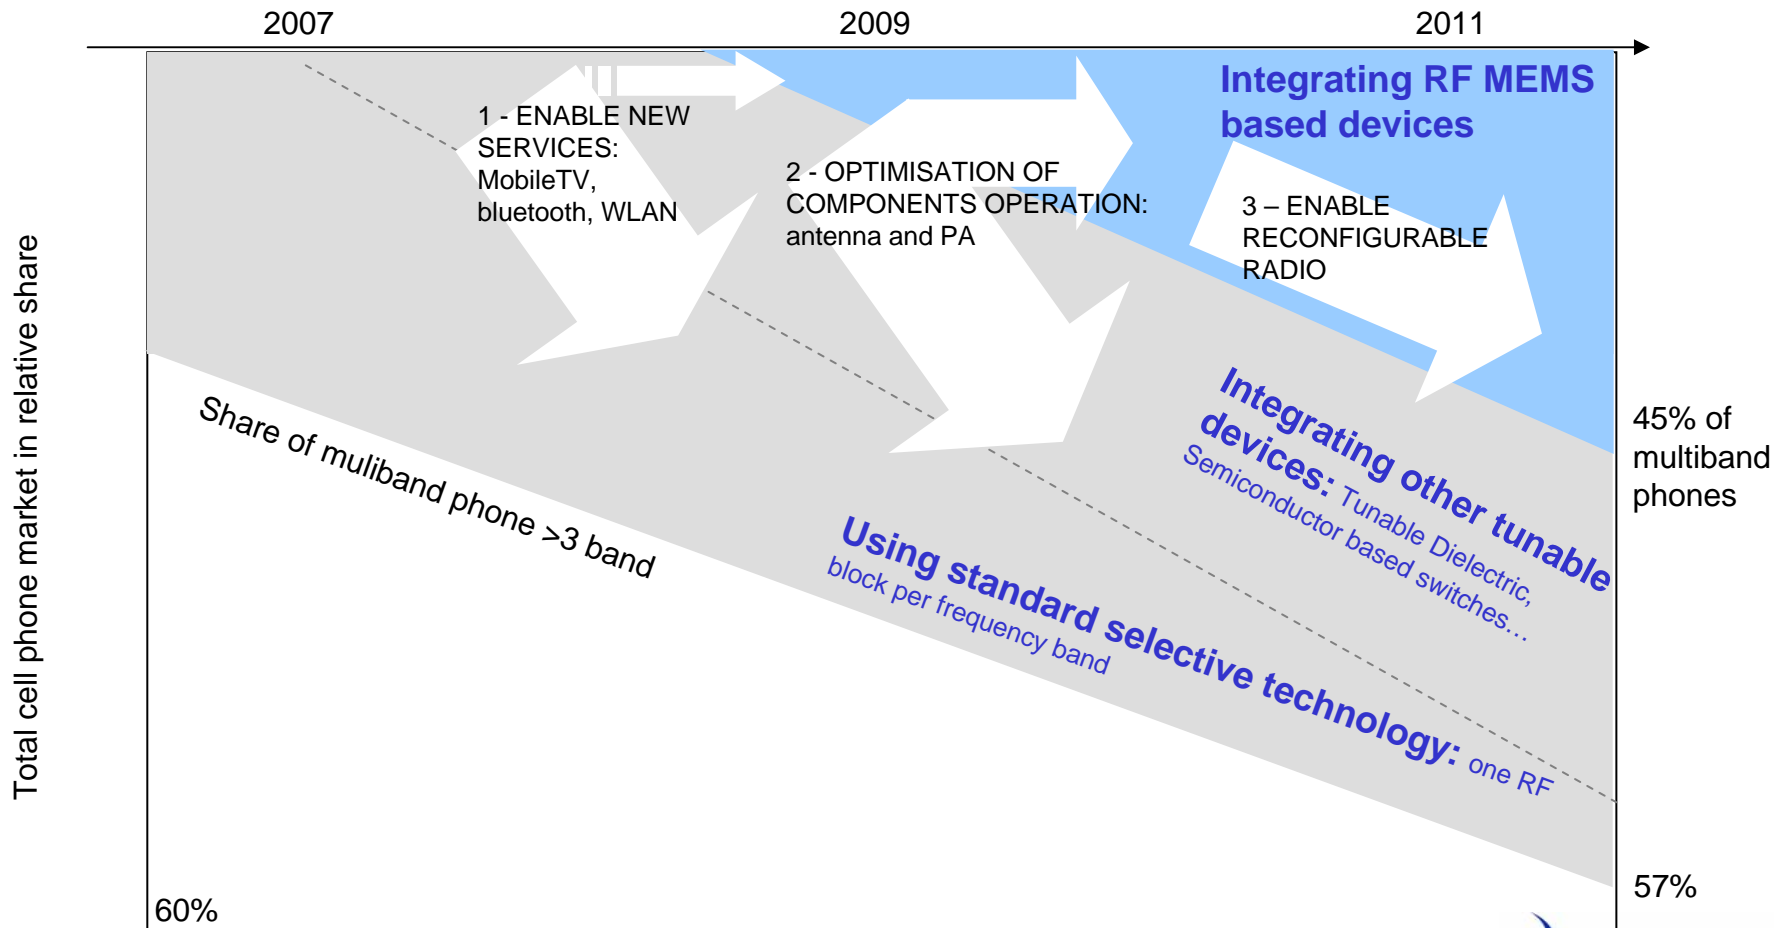 2007
2009
2011
Integrating RF MEMS
based devices
1 - ENABLE NEW
SERVICES:
MobileTV,
bluetooth, WLAN
2 - OPTIMISATION OF
COMPONENTS OPERATION:
antenna and PA
3 – ENABLE
RECONFIGURABLE
RADIO
Total cell phone market in relative share
Share of muliband phone >3 band
Integrating other tunable
devices: Tunable Dielectric,
Semiconductor based switches…
45% of
multiband
phones
Using standard selective technology: one RF
block per frequency band
57%
60%